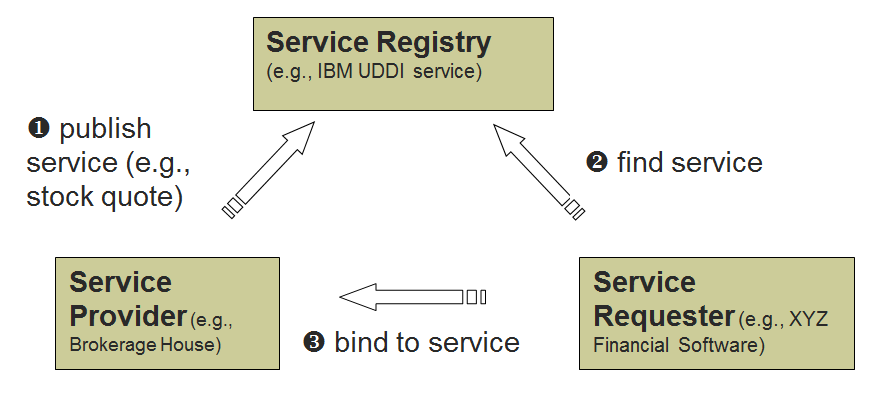 Service Registry
(e.g., IBM UDDI service)
❶ publish
service (e.g.,
stock quote)
❷ find service
Service
Provider (e.g.,
Brokerage House)
❸ bind to service
Service
Requester (e.g., XYZ
Financial Software)